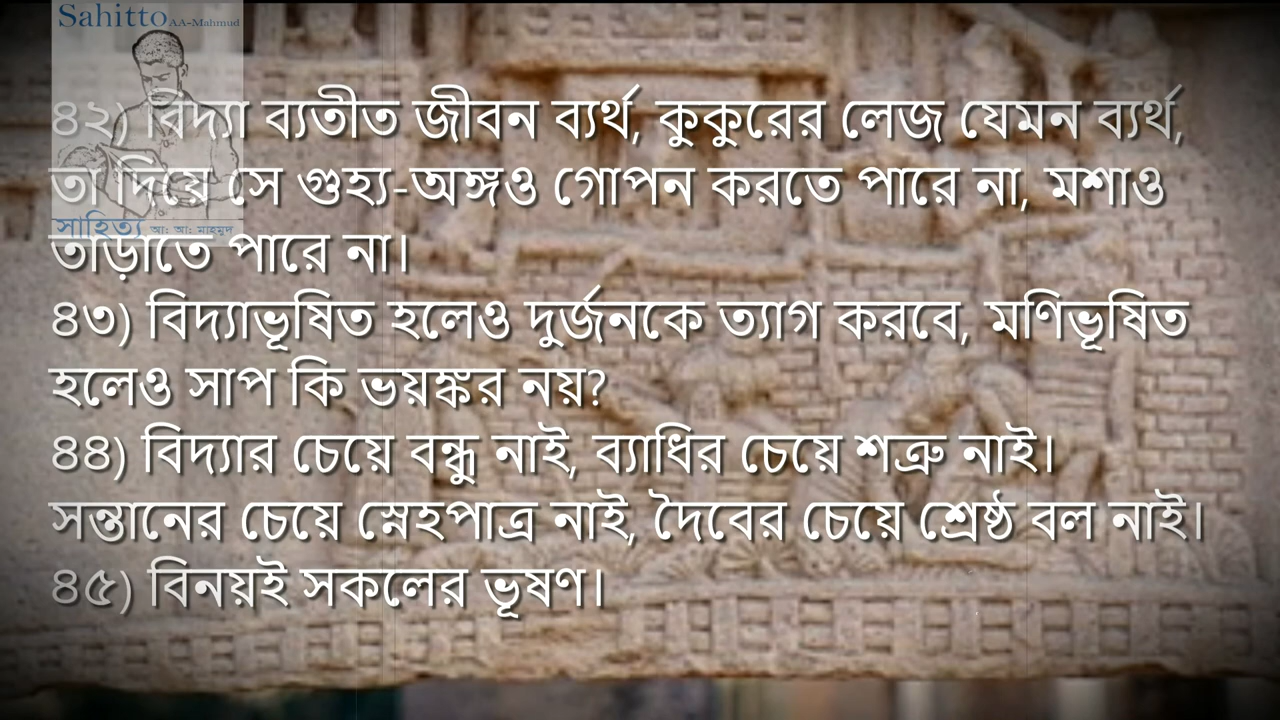 Sahitto AA-Mahmud
৪২) বিদ্যা ব্যতীত জীবন ব্যর্থ, কুকুরের লেজ যেমন ব্যর্থ,
তা দিয়ে সে গুহ্য-অঙ্গও গোপন করতে পারে না, মশাও
সাহিত্য আ: আ: মাহমুদ
তাড়াতে পারে না।
৪৩) বিদ্যাভূষিত হলেও দুর্জনকে ত্যাগ করবে, মণিভূষিত
হলেও সাপ কি ভয়ঙ্কর নয়?
৪৪) বিদ্যার চেয়ে বন্ধু নাই, ব্যাধির চেয়ে শত্রু নাই।
সন্তানের চেয়ে স্নেহপাত্র নাই, দৈবের চেয়ে শ্রেষ্ঠ বল নাই।
৪৫) বিনয়ই সকলের ভূষণ।